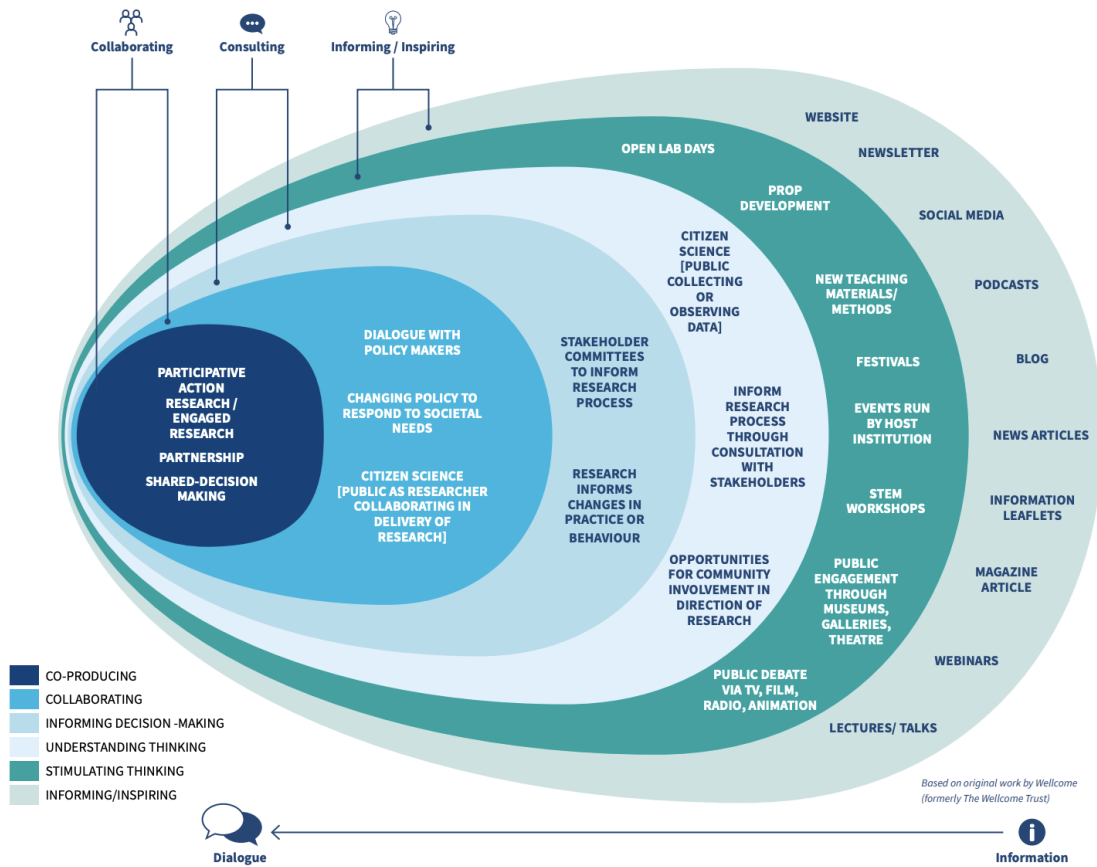 Collaborating
Consulting
Informing / Inspiring
WEBSITE
NEWSLETTER
SOCIAL MEDIA
PODCASTS
BLOG
NEWS ARTICLES
INFORMATION
LEAFLETS
MAGAZINE
ARTICLE
WEBINARS
LECTURES/ TALKS
OPEN LAB DAYS
PROP
DEVELOPMENT
NEW TEACHING
MATERIALS/
METHODS
FESTIVALS
EVENTS RUN
BY HOST
INSTITUTION
STEM
WORKSHOPS
PUBLIC
ENGAGEMENT
THROUGH
MUSEUMS,
GALLERIES,
THEATRE
PUBLIC DEBATE
VIA TV, FILM,
RADIO, ANIMATION
CITIZEN
SCIENCE
[PUBLIC
COLLECTING
OR
OBSERVING
DATA]
INFORM
RESEARCH
PROCESS
THROUGH
CONSULTATION
WITH
STAKEHOLDERS
OPPORTUNITIES
FOR COMMUNITY
INVOLVEMENT IN
DIRECTION OF
RESEARCH
STAKEHOLDER
COMMITTEES
TO INFORM
RESEARCH
PROCESS
RESEARCH
INFORMS
CHANGES IN
PRACTICE OR
BEHAVIOUR
DIALOGUE WITH
POLICY MAKERS
CHANGING POLICY TO
RESPOND TO SOCIETAL
NEEDS
CITIZEN SCIENCE
[PUBLIC AS RESEARCHER
COLLABORATING IN
DELIVERY OF
RESEARCH]
PARTICIPATIVE
ACTION
RESEARCH /
ENGAGED
RESEARCH
PARTNERSHIP
SHARED-DECISION
MAKING
CO-PRODUCING
COLLABORATING
INFORMING DECISION -MAKING
UNDERSTANDING THINKING
STIMULATING THINKING
INFORMING/INSPIRING
Based on original work by Wellcome
(formerly The Wellcome Trust)
Dialogue
i
Information